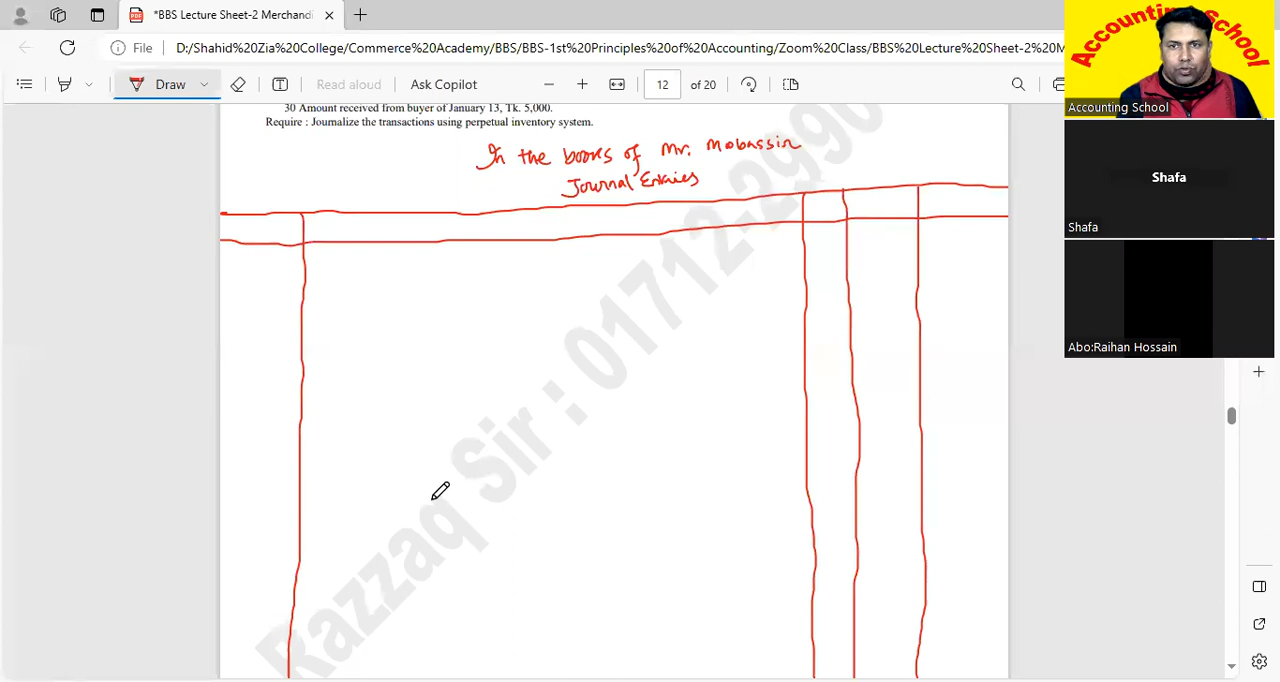 *BBS Lecture Sheet-2 Merchandi
File
D:/Shahid%20Zia%20College/Commerce%20Academy/BBS/BBS-1st%20Principles%20of%20Accounting/Zoom%20Class/BBS%20Lecture%20Sheet-2%20M
Draw
Read aloud
Ask Copilot
12 of 20
30 Amount received from buyer of January 13, Tk. 5,000.
Require : Journalize the transactions using perpetual inventory system.
In the books of Mr. Mobassin
Journal Entries
Razzaq Sir : 01712-2990
Accounting School
Accounting School
Shafa
Shafa
Abo:Raihan Hossain